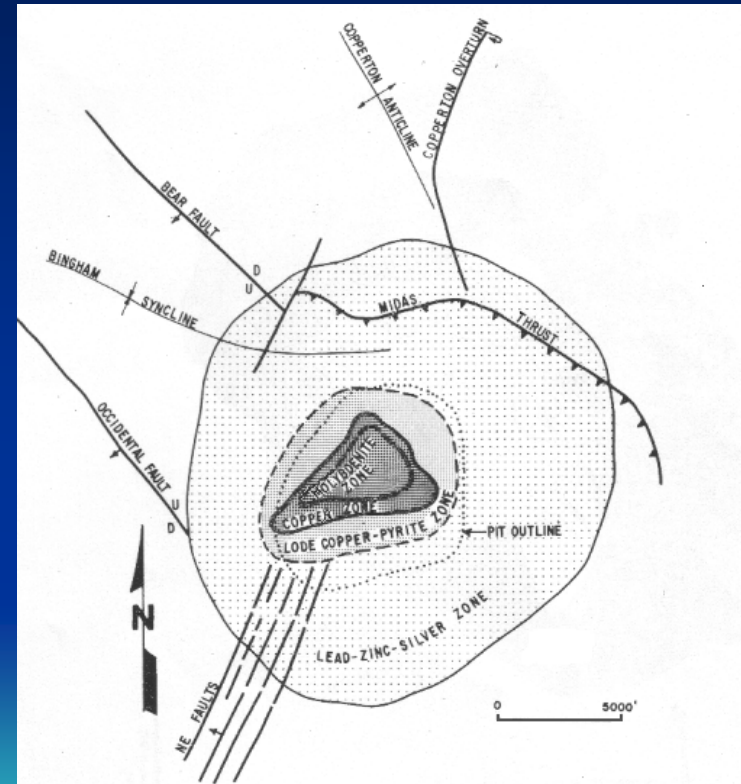 COPPERTON
ANTICLINE
COPPERTON OVERTURN
BEAR FAULT
BINGHAM
SYNCLINE
D
U
MIDAS
THRUST
OCCIDENTAL FAULT
U
D
MOLYBDENITE
ZONE
COPPER ZONE
LODE COPPER-PYRITE ZONE
PIT OUTLINE
LEAD-ZINC-SILVER ZONE
N
NE FAULTS
0 5000'